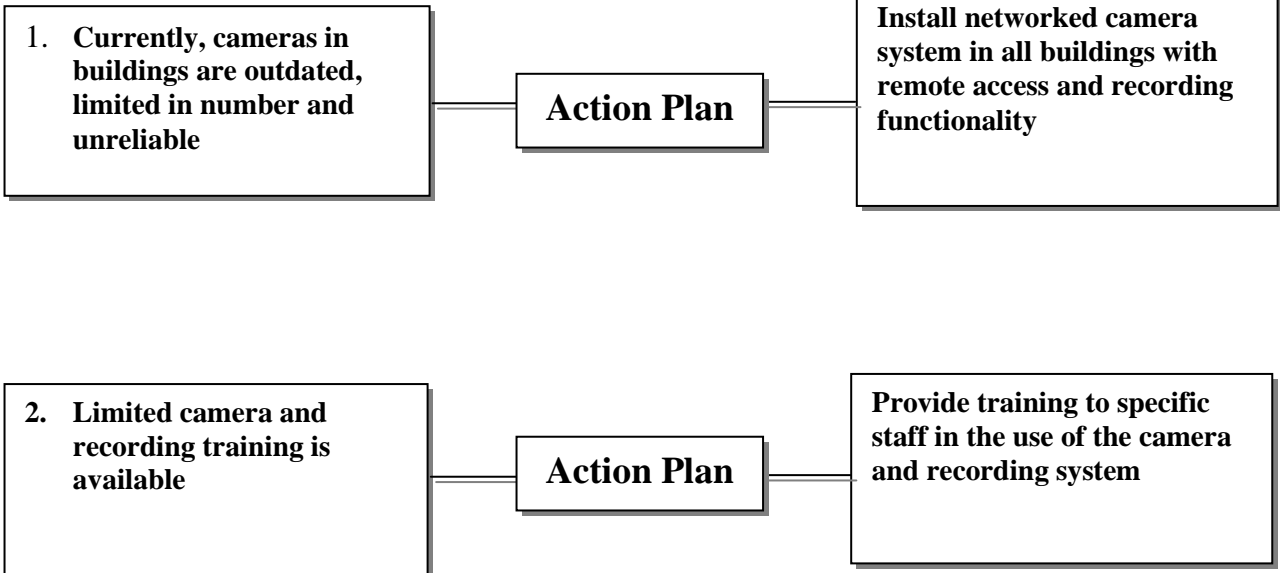 1. Currently, cameras in
buildings are outdated,
limited in number and
unreliable
Action Plan
Install networked camera
system in all buildings with
remote access and recording
functionality
2. Limited camera and
recording training is
available
Action Plan
Provide training to specific
staff in the use of the camera
and recording system